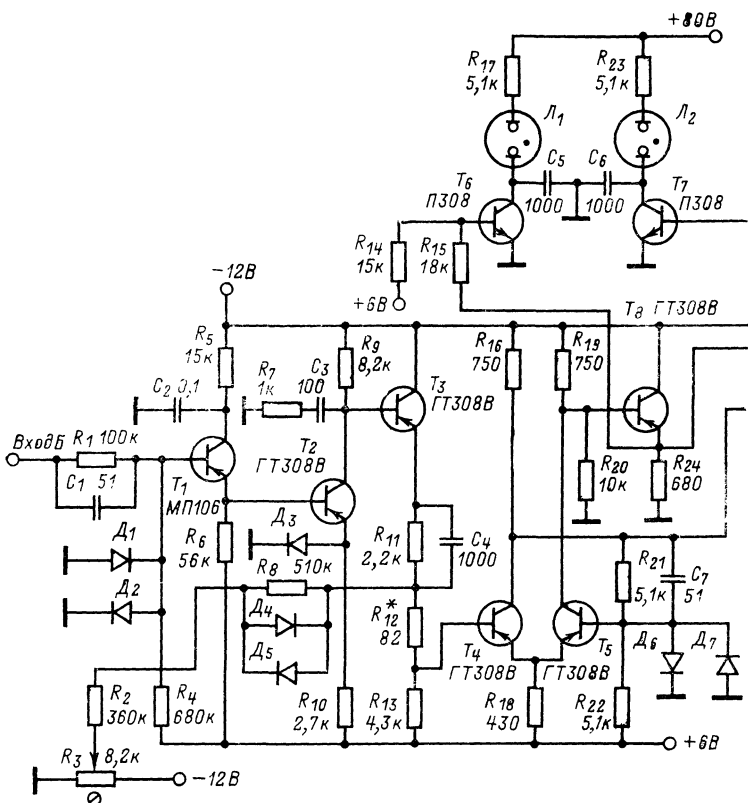 +80В
R17
5,1к
R23
5,1к
Л1
Л2
C5
C6
1000
1000
T6
П308
T7
П308
R14
15к
R15
18к
+6В
-12В
R5
15к
R9
8,2к
R16
750
R19
750
T8 ГТ308В
C2 0,1
R7
1к
C3
100
T3
ГТ308В
Вход Б
R1 100к
C1 51
T1
МП106
T2
ГТ308В
R20
10к
R24
680
Д1
Д2
R6
56к
Д3
R8
510к
Д4
Д5
R11
2,2к
C4
1000
R12*
82
R21
5,1к
C7
51
T4
ГТ308В
T5
ГТ308В
Д6
Д7
R2
360к
R4
680к
R10
2,7к
R13
4,3к
R18
430
R22
5,1к
+6В
R3 8,2к
-12В